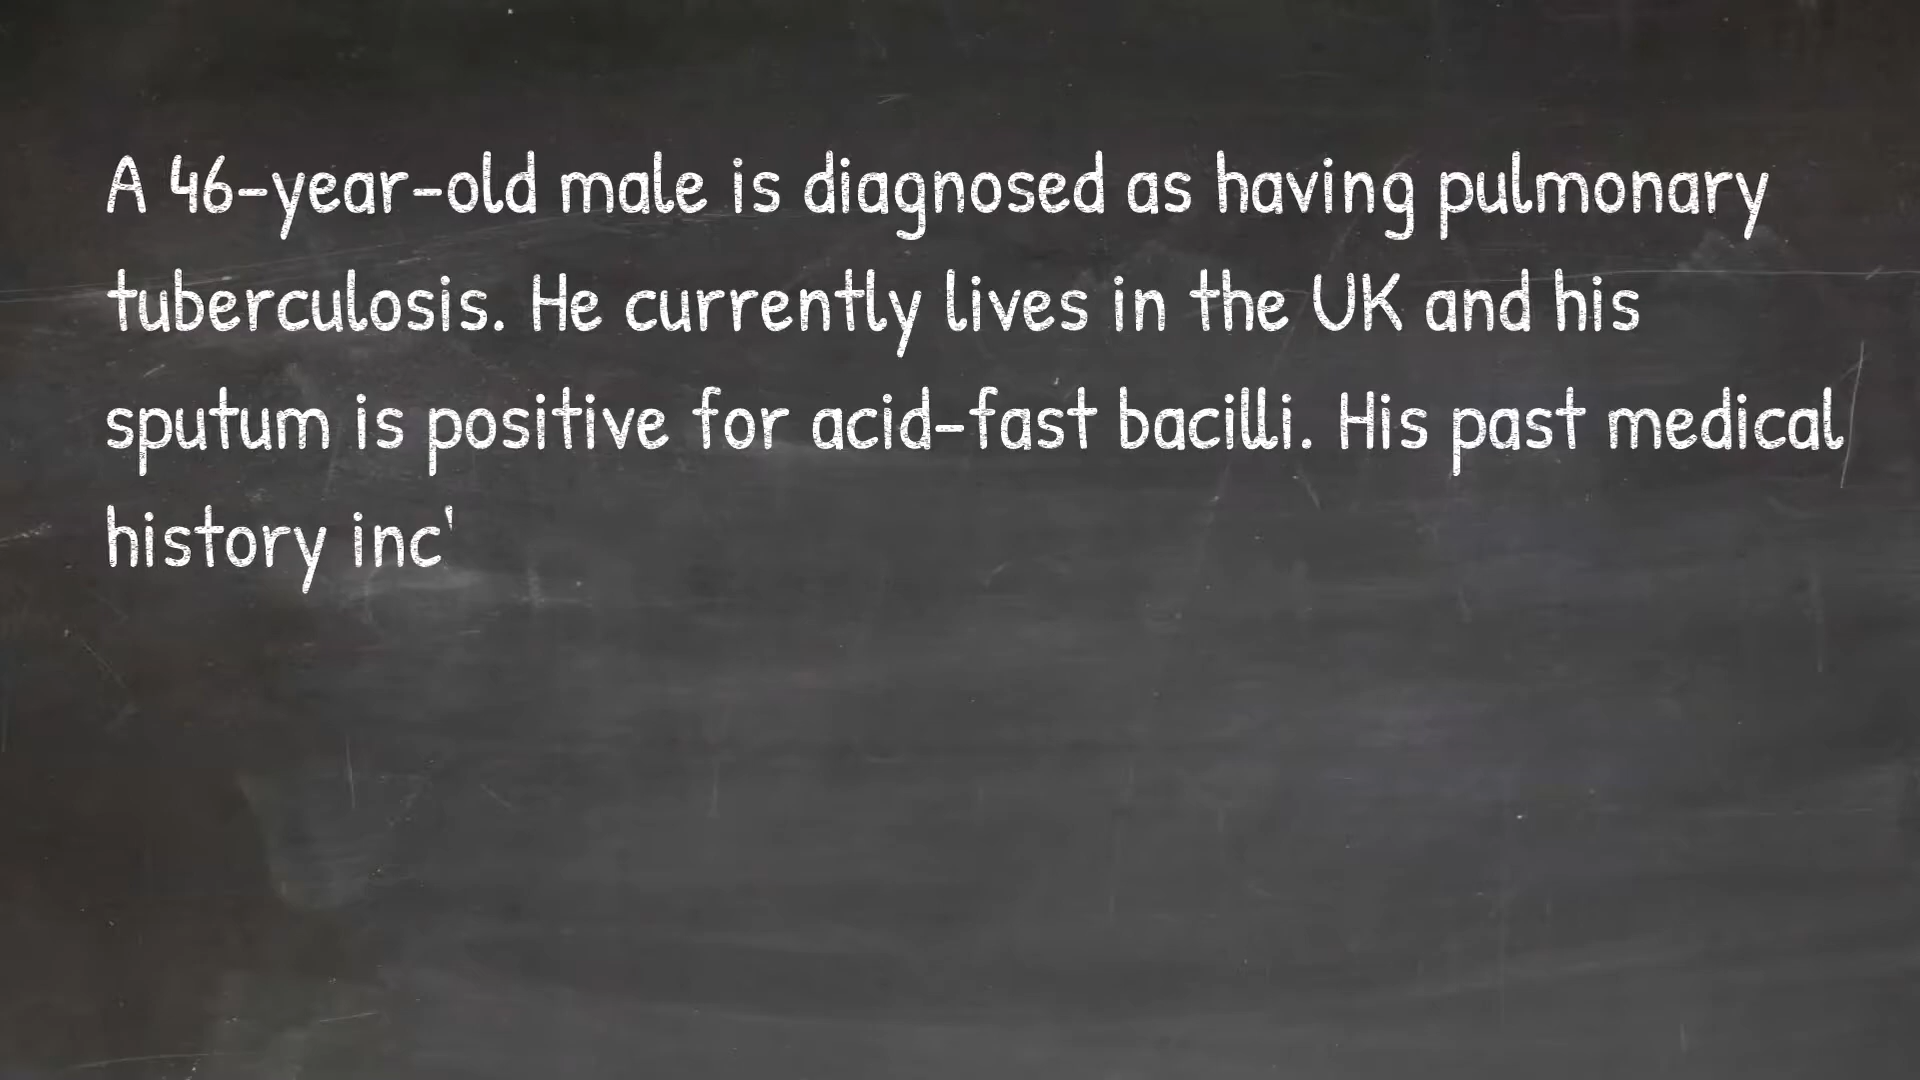 A 46-year-old male is diagnosed as having pulmonary
tuberculosis. He currently lives in the UK and his
sputum is positive for acid-fast bacilli. His past medical
history inc